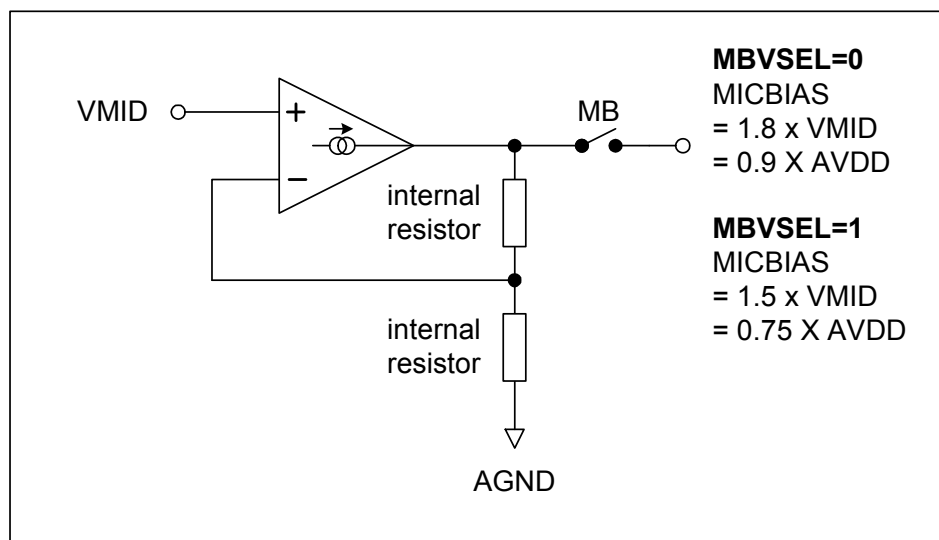 VMID
+
−
MB
internal
resistor
internal
resistor
AGND
MBVSEL=0
MICBIAS
= 1.8 x VMID
= 0.9 X AVDD
MBVSEL=1
MICBIAS
= 1.5 x VMID
= 0.75 X AVDD